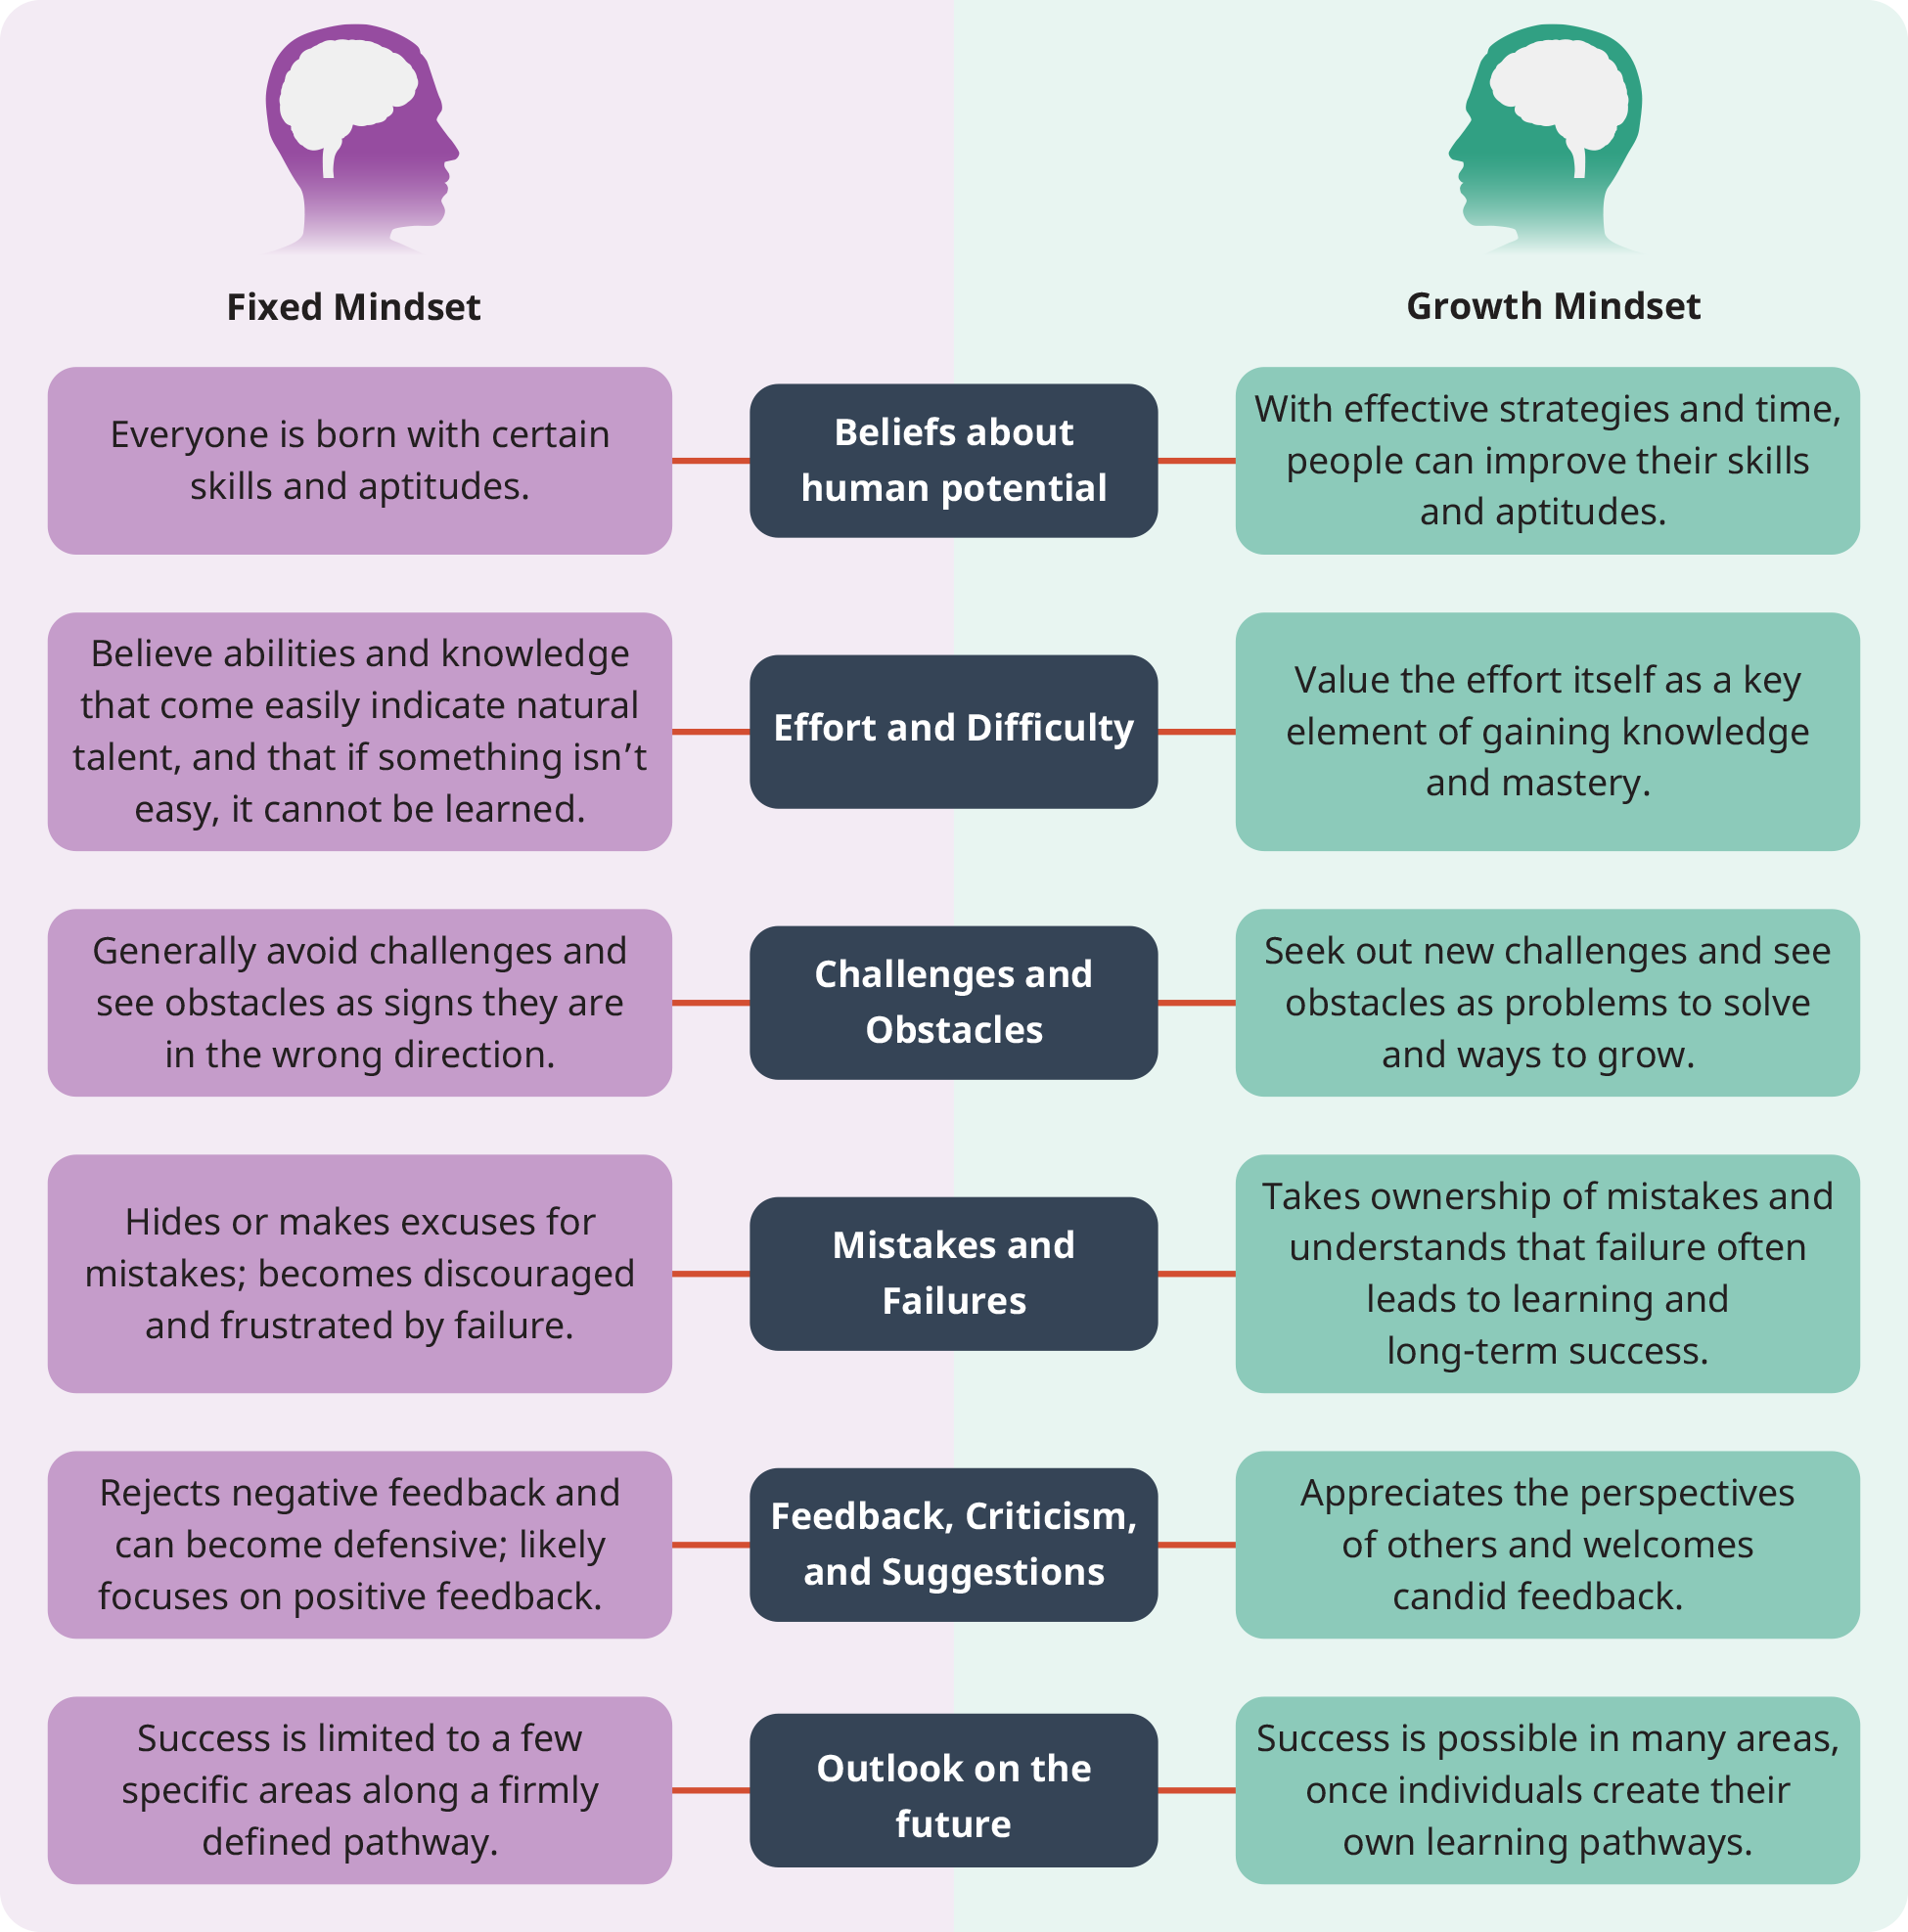 Fixed Mindset
Growth Mindset
Everyone is born with certain
skills and aptitudes.
Beliefs about
human potential
With effective strategies and time,
people can improve their skills
and aptitudes.
Believe abilities and knowledge
that come easily indicate natural
talent, and that if something isn’t
easy, it cannot be learned.
Effort and Difficulty
Value the effort itself as a key
element of gaining knowledge
and mastery.
Generally avoid challenges and
see obstacles as signs they are
in the wrong direction.
Challenges and
Obstacles
Seek out new challenges and see
obstacles as problems to solve
and ways to grow.
Hides or makes excuses for
mistakes; becomes discouraged
and frustrated by failure.
Mistakes and
Failures
Takes ownership of mistakes and
understands that failure often
leads to learning and
long-term success.
Rejects negative feedback and
can become defensive; likely
focuses on positive feedback.
Feedback, Criticism,
and Suggestions
Appreciates the perspectives
of others and welcomes
candid feedback.
Success is limited to a few
specific areas along a firmly
defined pathway.
Outlook on the
future
Success is possible in many areas,
once individuals create their
own learning pathways.